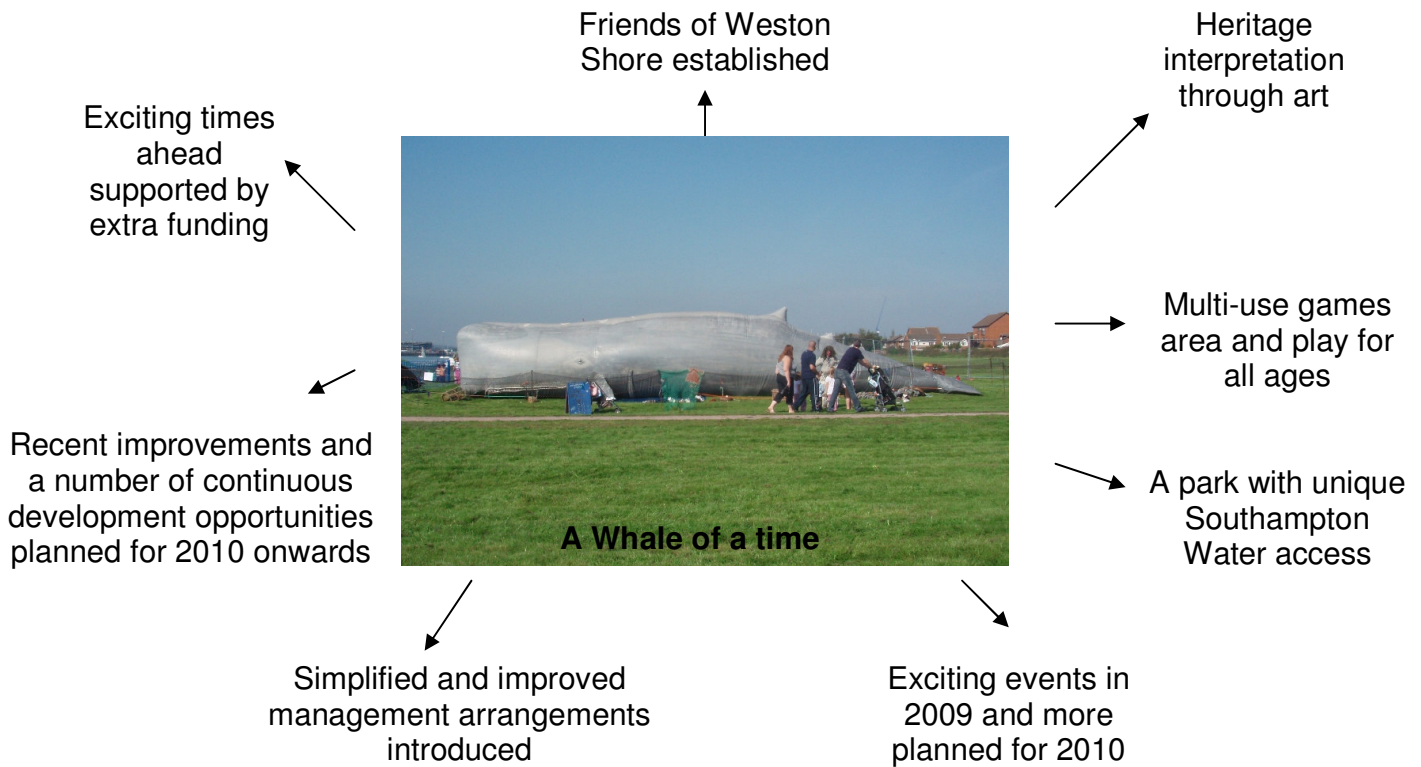 Friends of Weston
Shore established
Heritage
interpretation
through art
Exciting times
ahead
supported by
extra funding
Multi-use games
area and play for
all ages
Recent improvements and
a number of continuous
development opportunities
planned for 2010 onwards
A park with unique
Southampton
Water access
A Whale of a time
Simplified and improved
management arrangements
introduced
Exciting events in
2009 and more
planned for 2010